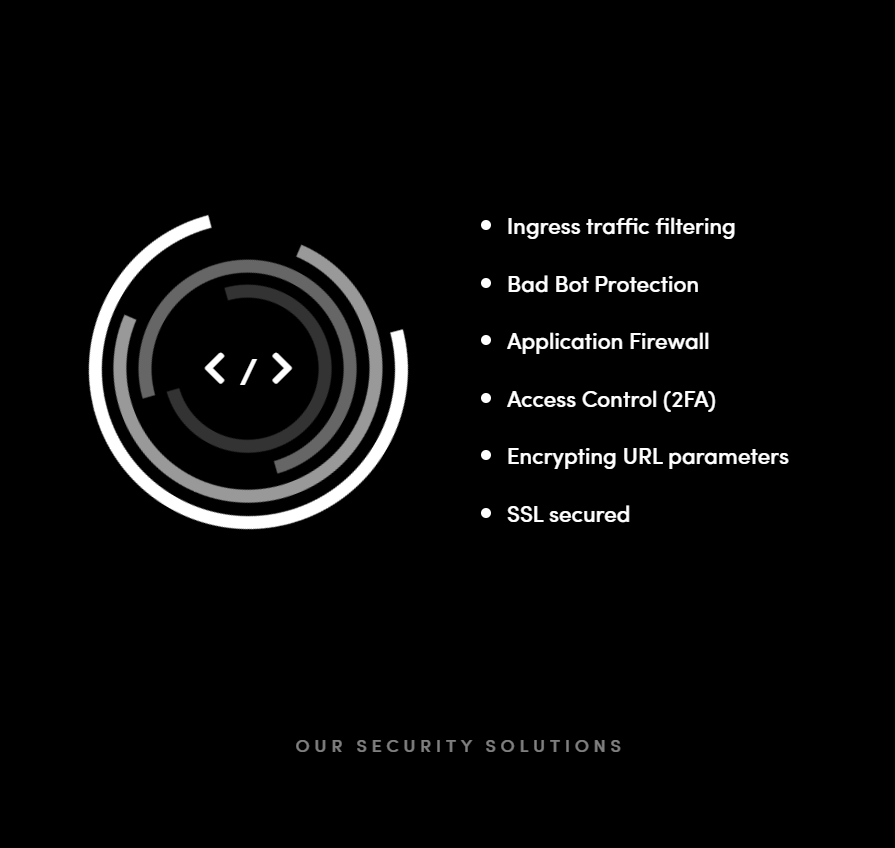 < / >
Ingress traffic filtering
Bad Bot Protection
Application Firewall
Access Control (2FA)
Encrypting URL parameters
SSL secured
OUR SECURITY SOLUTIONS